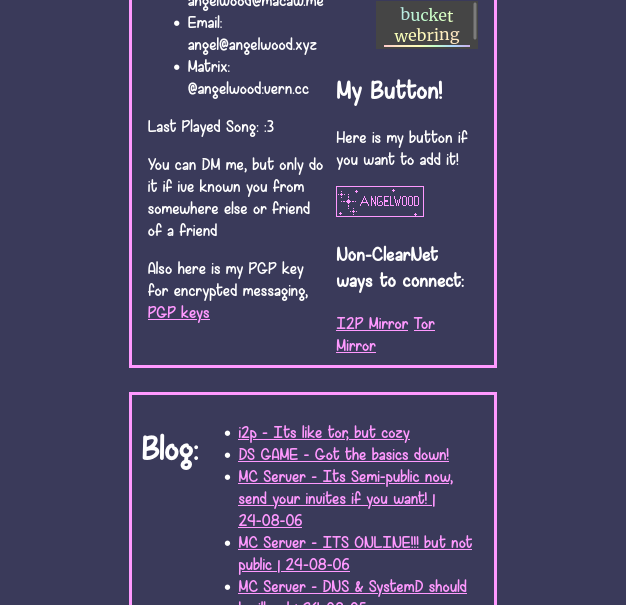 angelwood@macaw.me
Email:
angel@angelwood.xyz
Matrix:
@angelwood:vern.cc
Last Played Song: :3
You can DM me, but only do
it if ive known you from
somewhere else or friend
of a friend
Also here is my PGP key
for encrypted messaging,
PGP keys
bucket
webring
My Button!
Here is my button if
you want to add it!
ANGELWOOD
Non-ClearNet
ways to connect:
I2P Mirror Tor
Mirror
Blog:
i2p - Its like tor, but cozy
DS GAME - Got the basics down!
MC Server - Its Semi-public now,
send your invites if you want! |
24-08-06
MC Server - ITS ONLINE!!! but not
public | 24-08-06
MC Server - DNS & SystemD should